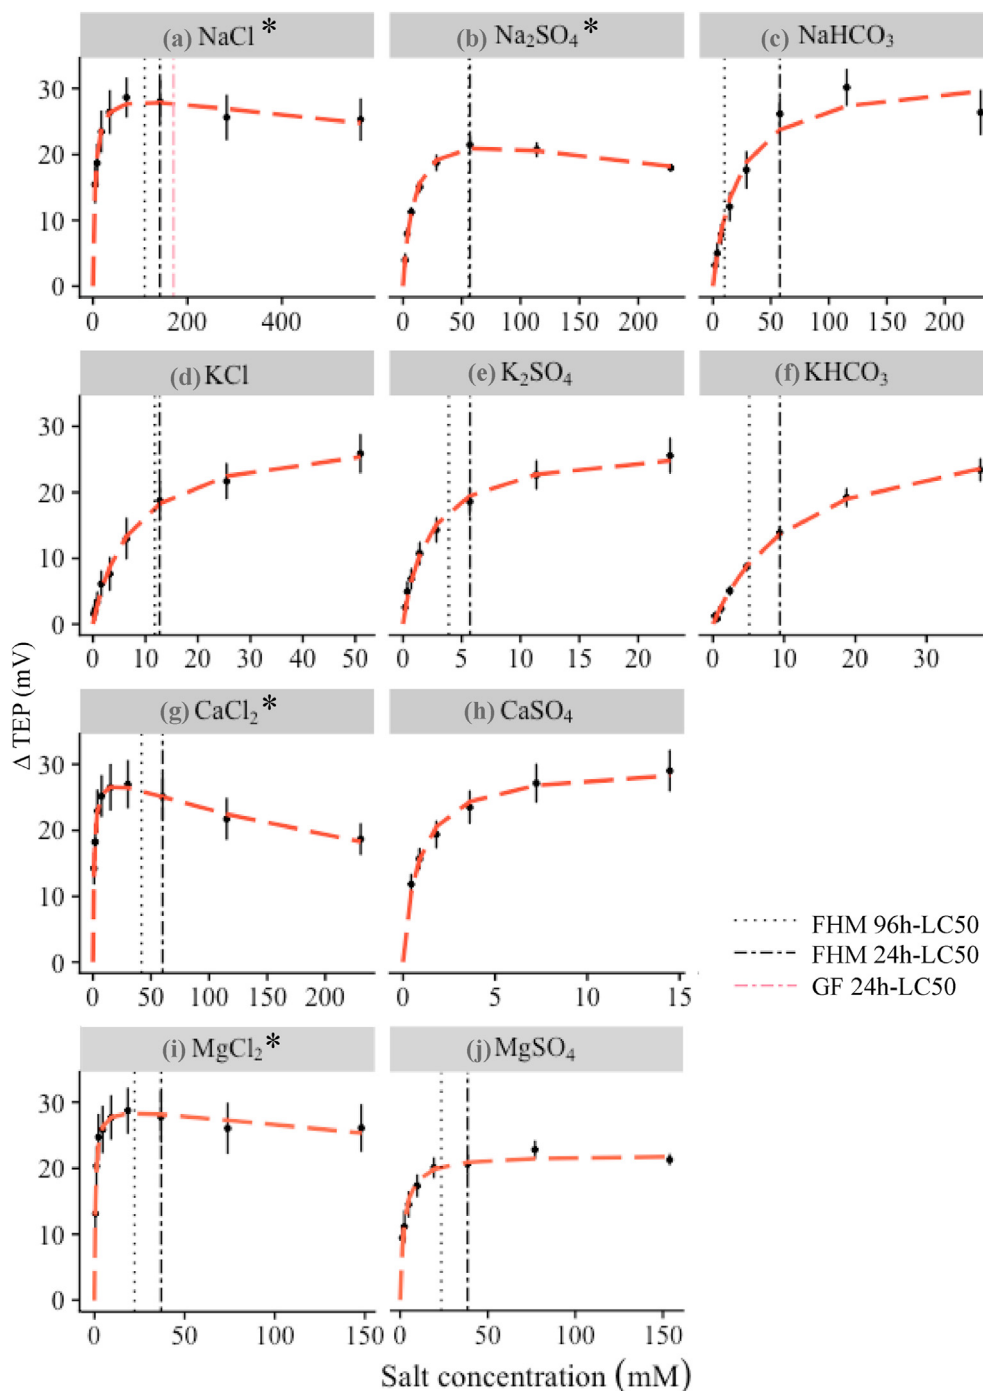 (a) NaCl * (b) Na₂SO₄ * (c) NaHCO₃
30
20
10
0
0 200 400 0 50 100 150 200 0 50 100 150 200
(d) KCl (e) K₂SO₄ (f) KHCO₃
30
20
10
0
0 10 20 30 40 50 0 5 10 15 20 0 10 20 30
Δ TEP (mV)
(g) CaCl₂ * (h) CaSO₄
30
20
10
0
0 50 100 150 200 0 5 10 15
FHM 96h-LC50
FHM 24h-LC50
GF 24h-LC50
(i) MgCl₂ * (j) MgSO₄
30
20
10
0
0 50 100 150 0 50 100 150
Salt concentration (mM)